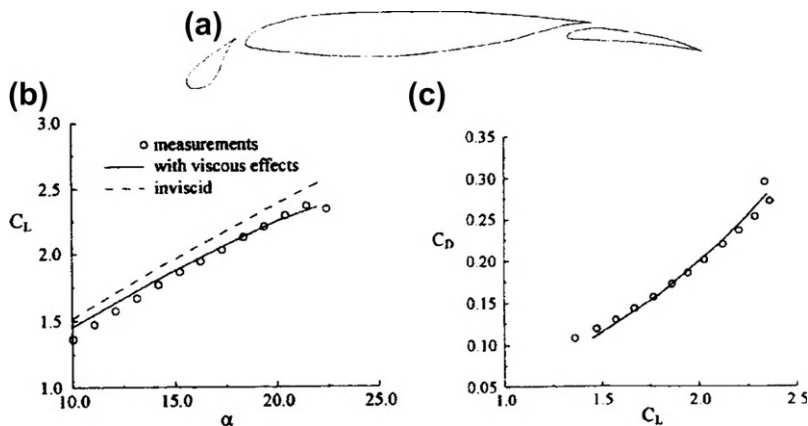 (a)
(b)
(c)
3.0
2.5
2.0
1.5
1.0
C_L
measurements
with viscous effects
inviscid
10.0 15.0 20.0 25.0
α
0.35
0.30
0.25
0.20
0.15
0.10
0.05
C_D
1.0 1.5 2.0 2 5
C_L